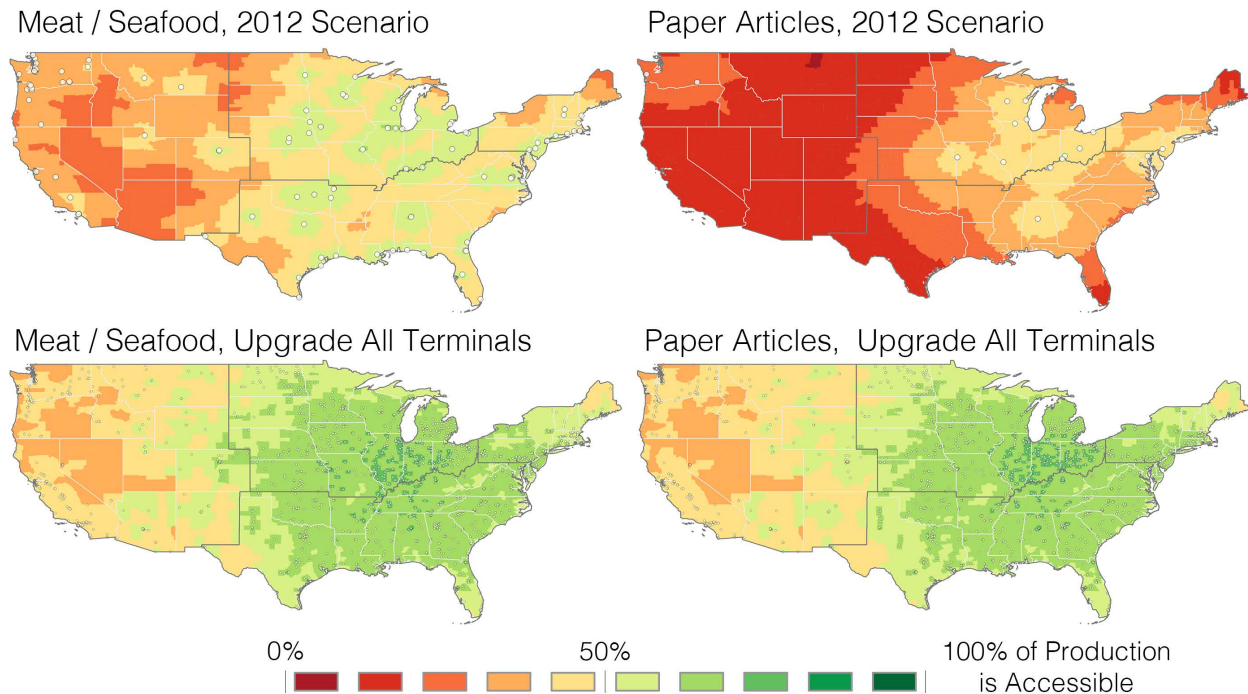 Meat / Seafood, 2012 Scenario
Paper Articles, 2012 Scenario
Meat / Seafood, Upgrade All Terminals
Paper Articles, Upgrade All Terminals
0%
50%
100% of Production
is Accessible